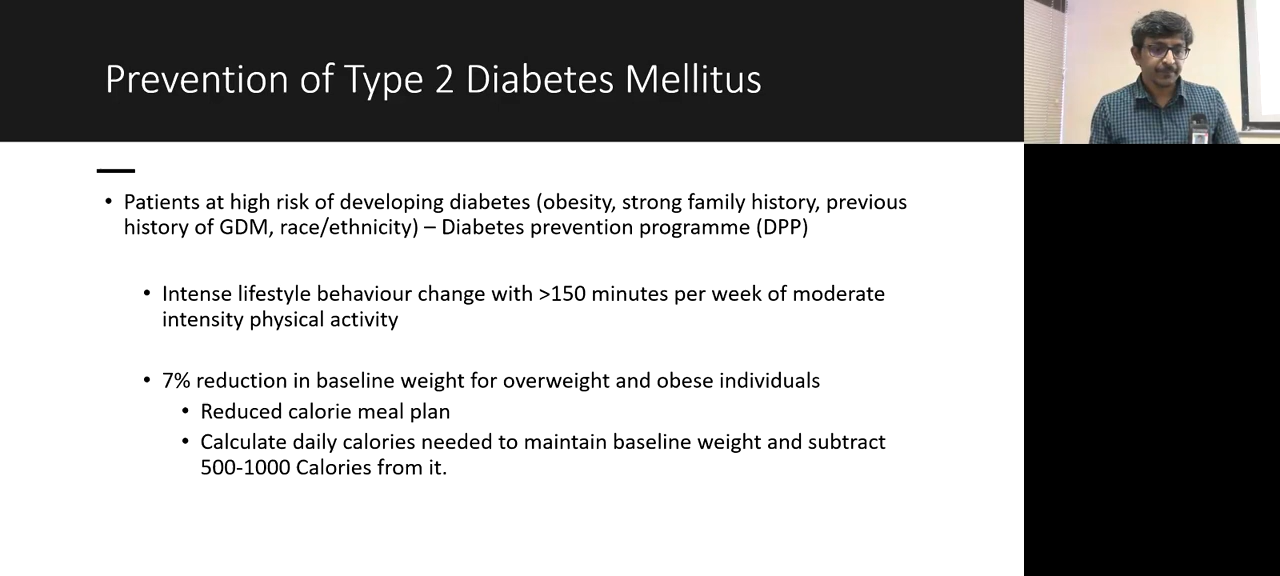 Prevention of Type 2 Diabetes Mellitus
• Patients at high risk of developing diabetes (obesity, strong family history, previous
history of GDM, race/ethnicity) – Diabetes prevention programme (DPP)
• Intense lifestyle behaviour change with >150 minutes per week of moderate
intensity physical activity
• 7% reduction in baseline weight for overweight and obese individuals
• Reduced calorie meal plan
• Calculate daily calories needed to maintain baseline weight and subtract
500-1000 Calories from it.